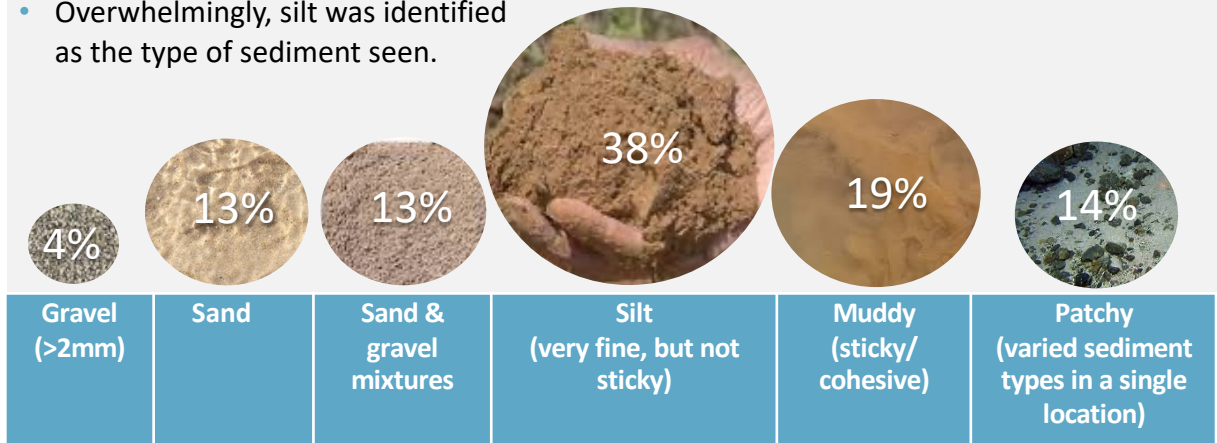 • Overwhelmingly, silt was identified
as the type of sediment seen.
4%
13%
13%
38%
19%
14%
Gravel
(>2mm)
Sand
Sand &
gravel
mixtures
Silt
(very fine, but not
sticky)
Muddy
(sticky/
cohesive)
Patchy
(varied sediment
types in a single
location)